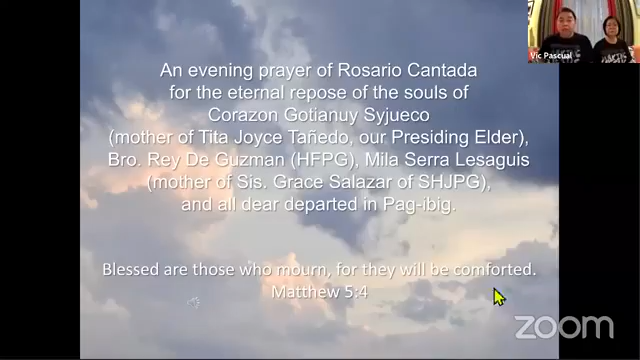 Vic Pascual
An evening prayer of Rosario Cantada
for the eternal repose of the souls of
Corazon Gotianuy Syjueco
(mother of Tita Joyce Tañedo, our Presiding Elder),
Bro. Rey De Guzman (HFPG), Mila Serra Lesaguis
(mother of Sis. Grace Salazar of SHJPG),
and all dear departed in Pag-ibig.
Blessed are those who mourn, for they will be comforted.
Matthew 5:4
zoom